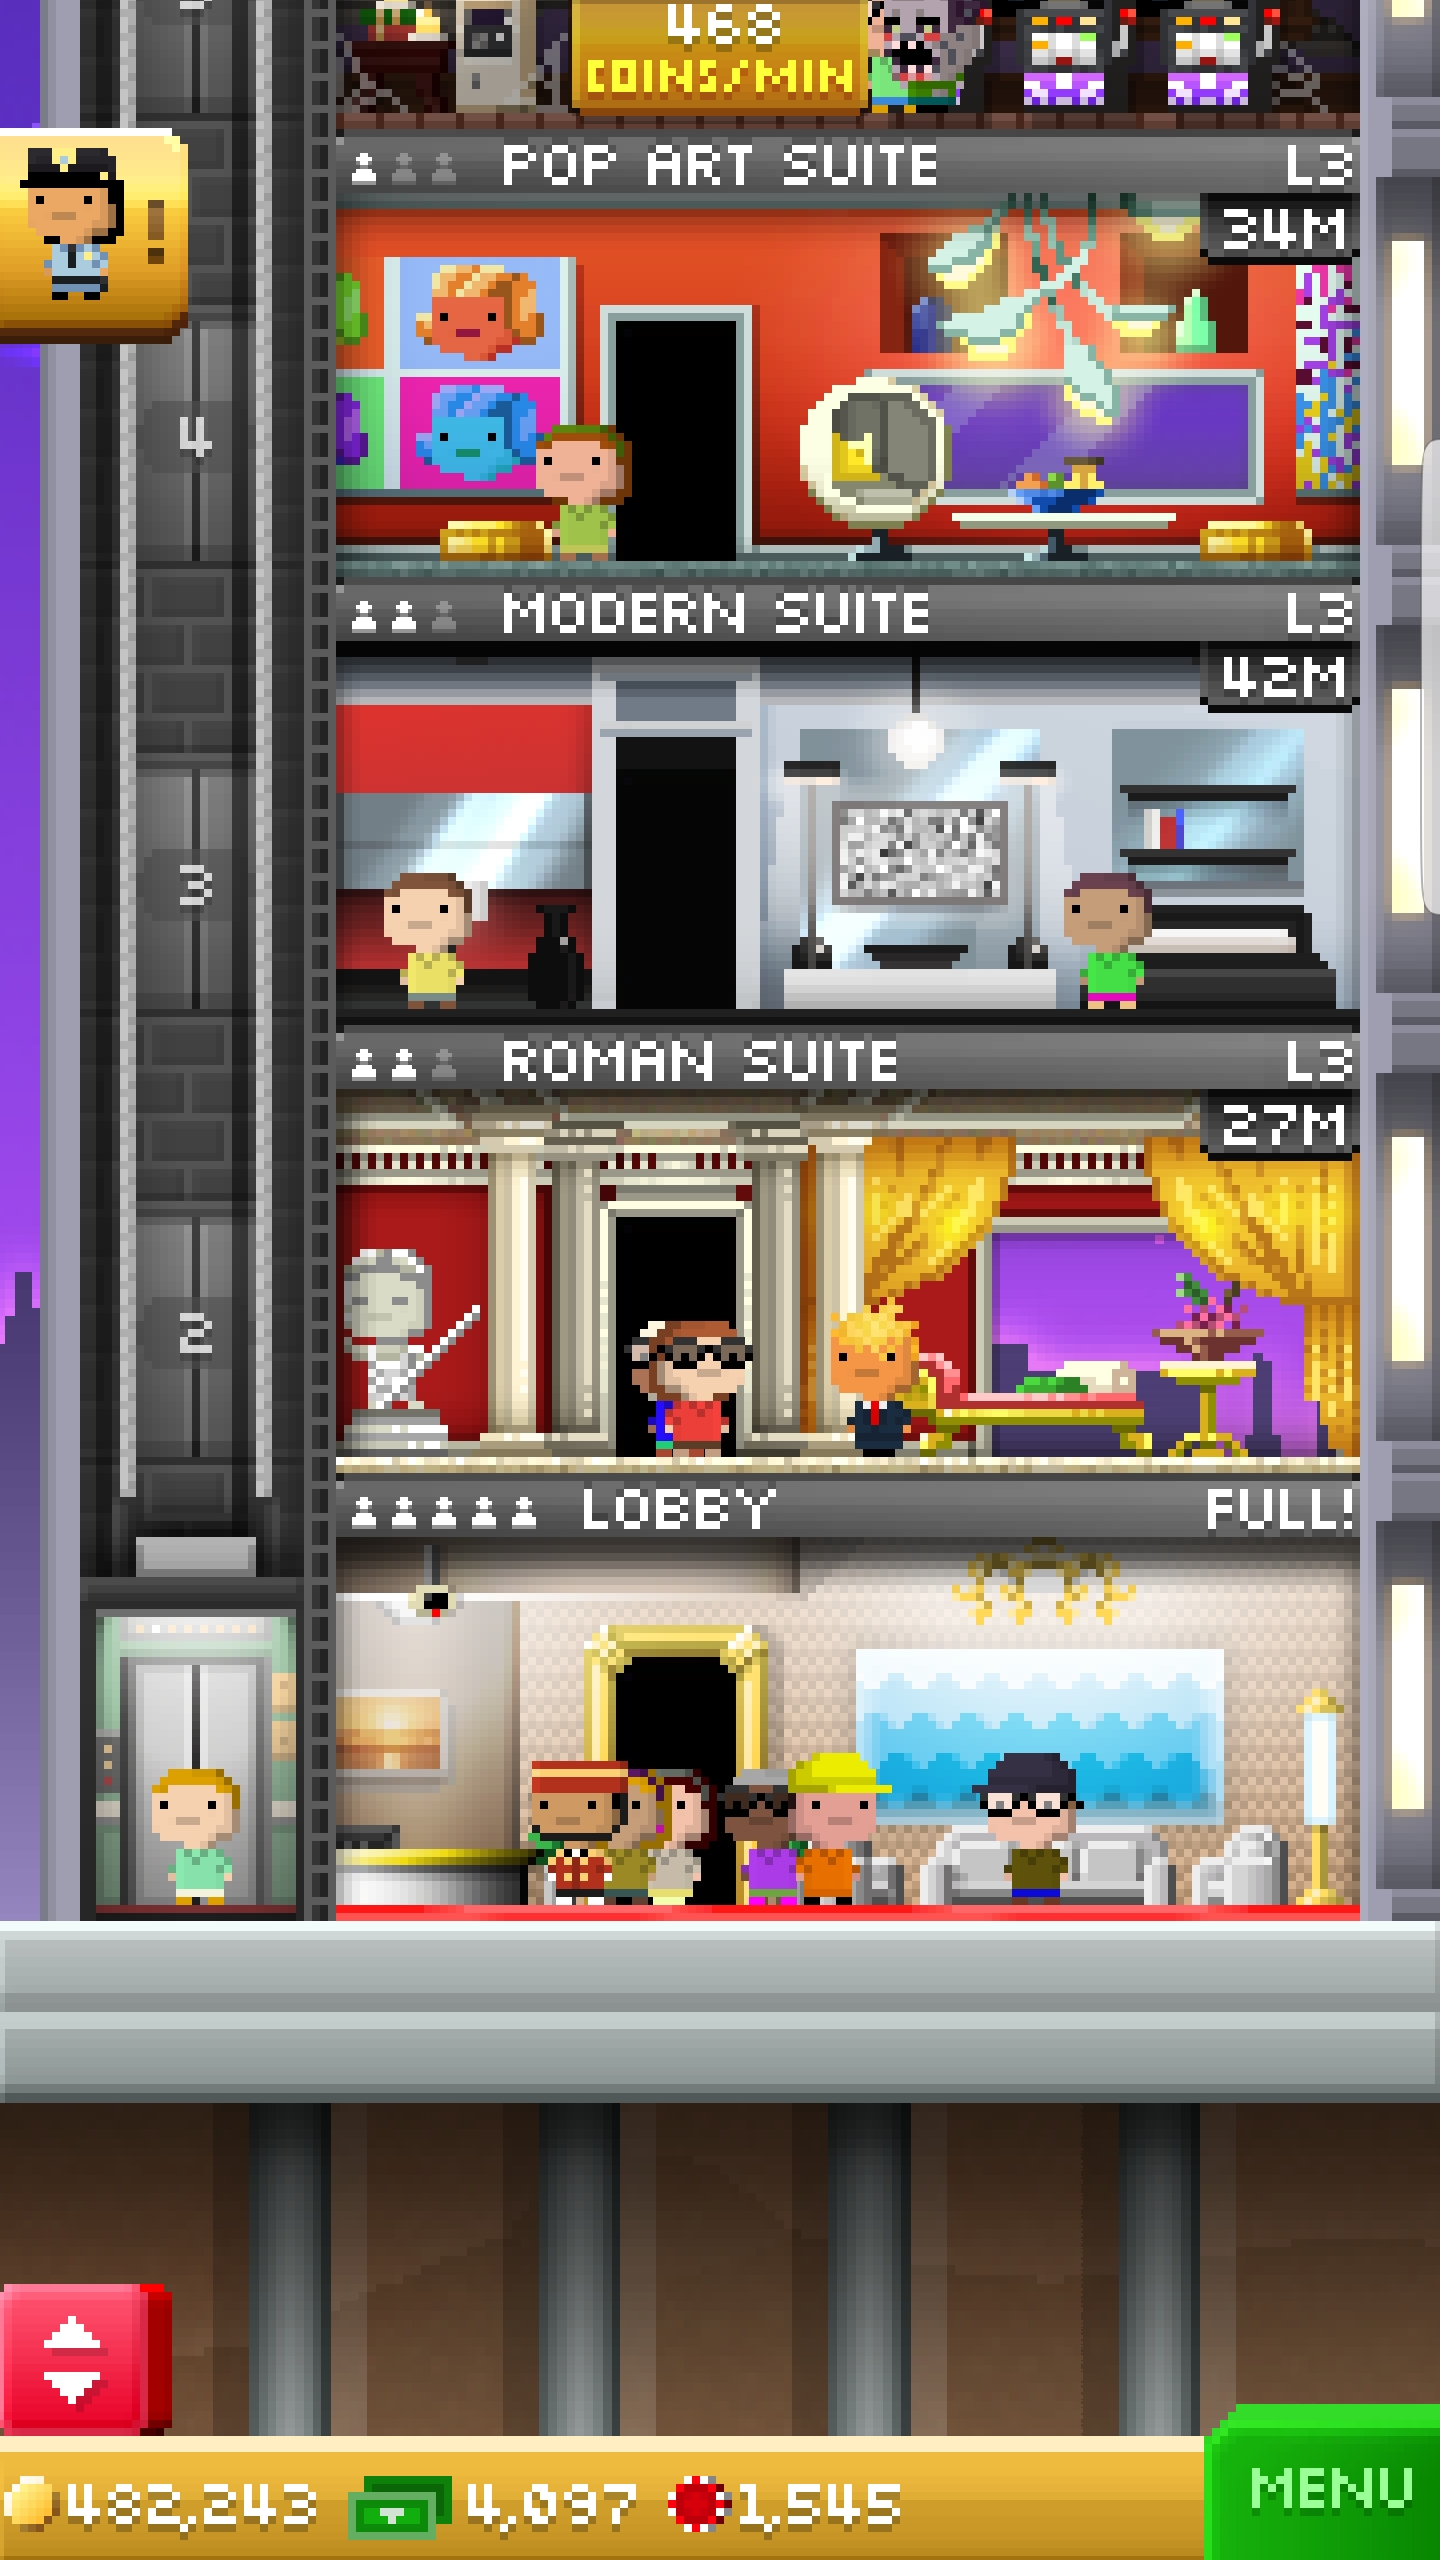 468
COINS/MIN
POP ART SUITE L3
34M
!
4
MODERN SUITE L3
42M
3
ROMAN SUITE L3
27M
2
LOBBY FULL!
482,243 4,097 1,545
MENU